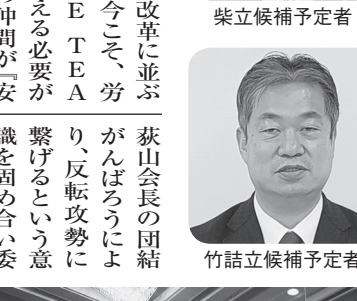 改革に並ぶ
今こそ、労
E TEA
える必要が
仲間が『安
荻山会長の団結
がんばろうによ
り、反転攻勢に
繋げるという意
識を固め合い委
柴立候補予定者
竹詰立候補予定者